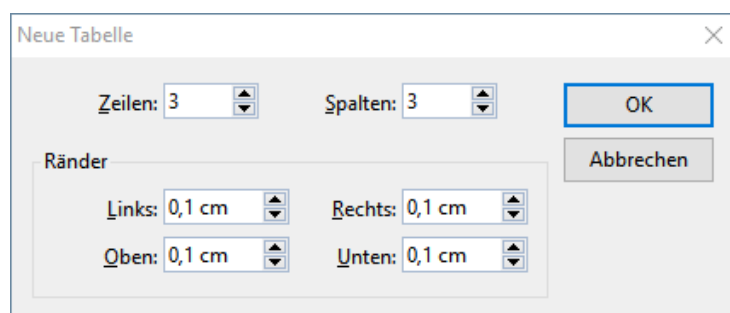 Neue Tabelle
Zeilen: 3 Spalten: 3 OK
Abbrechen
Ränder
Links: 0,1 cm Rechts: 0,1 cm
Oben: 0,1 cm Unten: 0,1 cm